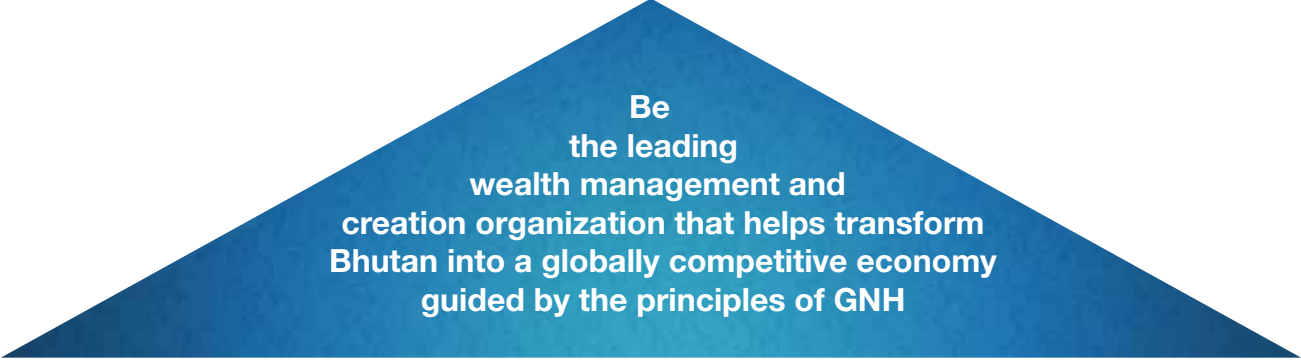 Be
the leading
wealth management and
creation organization that helps transform
Bhutan into a globally competitive economy
guided by the principles of GNH